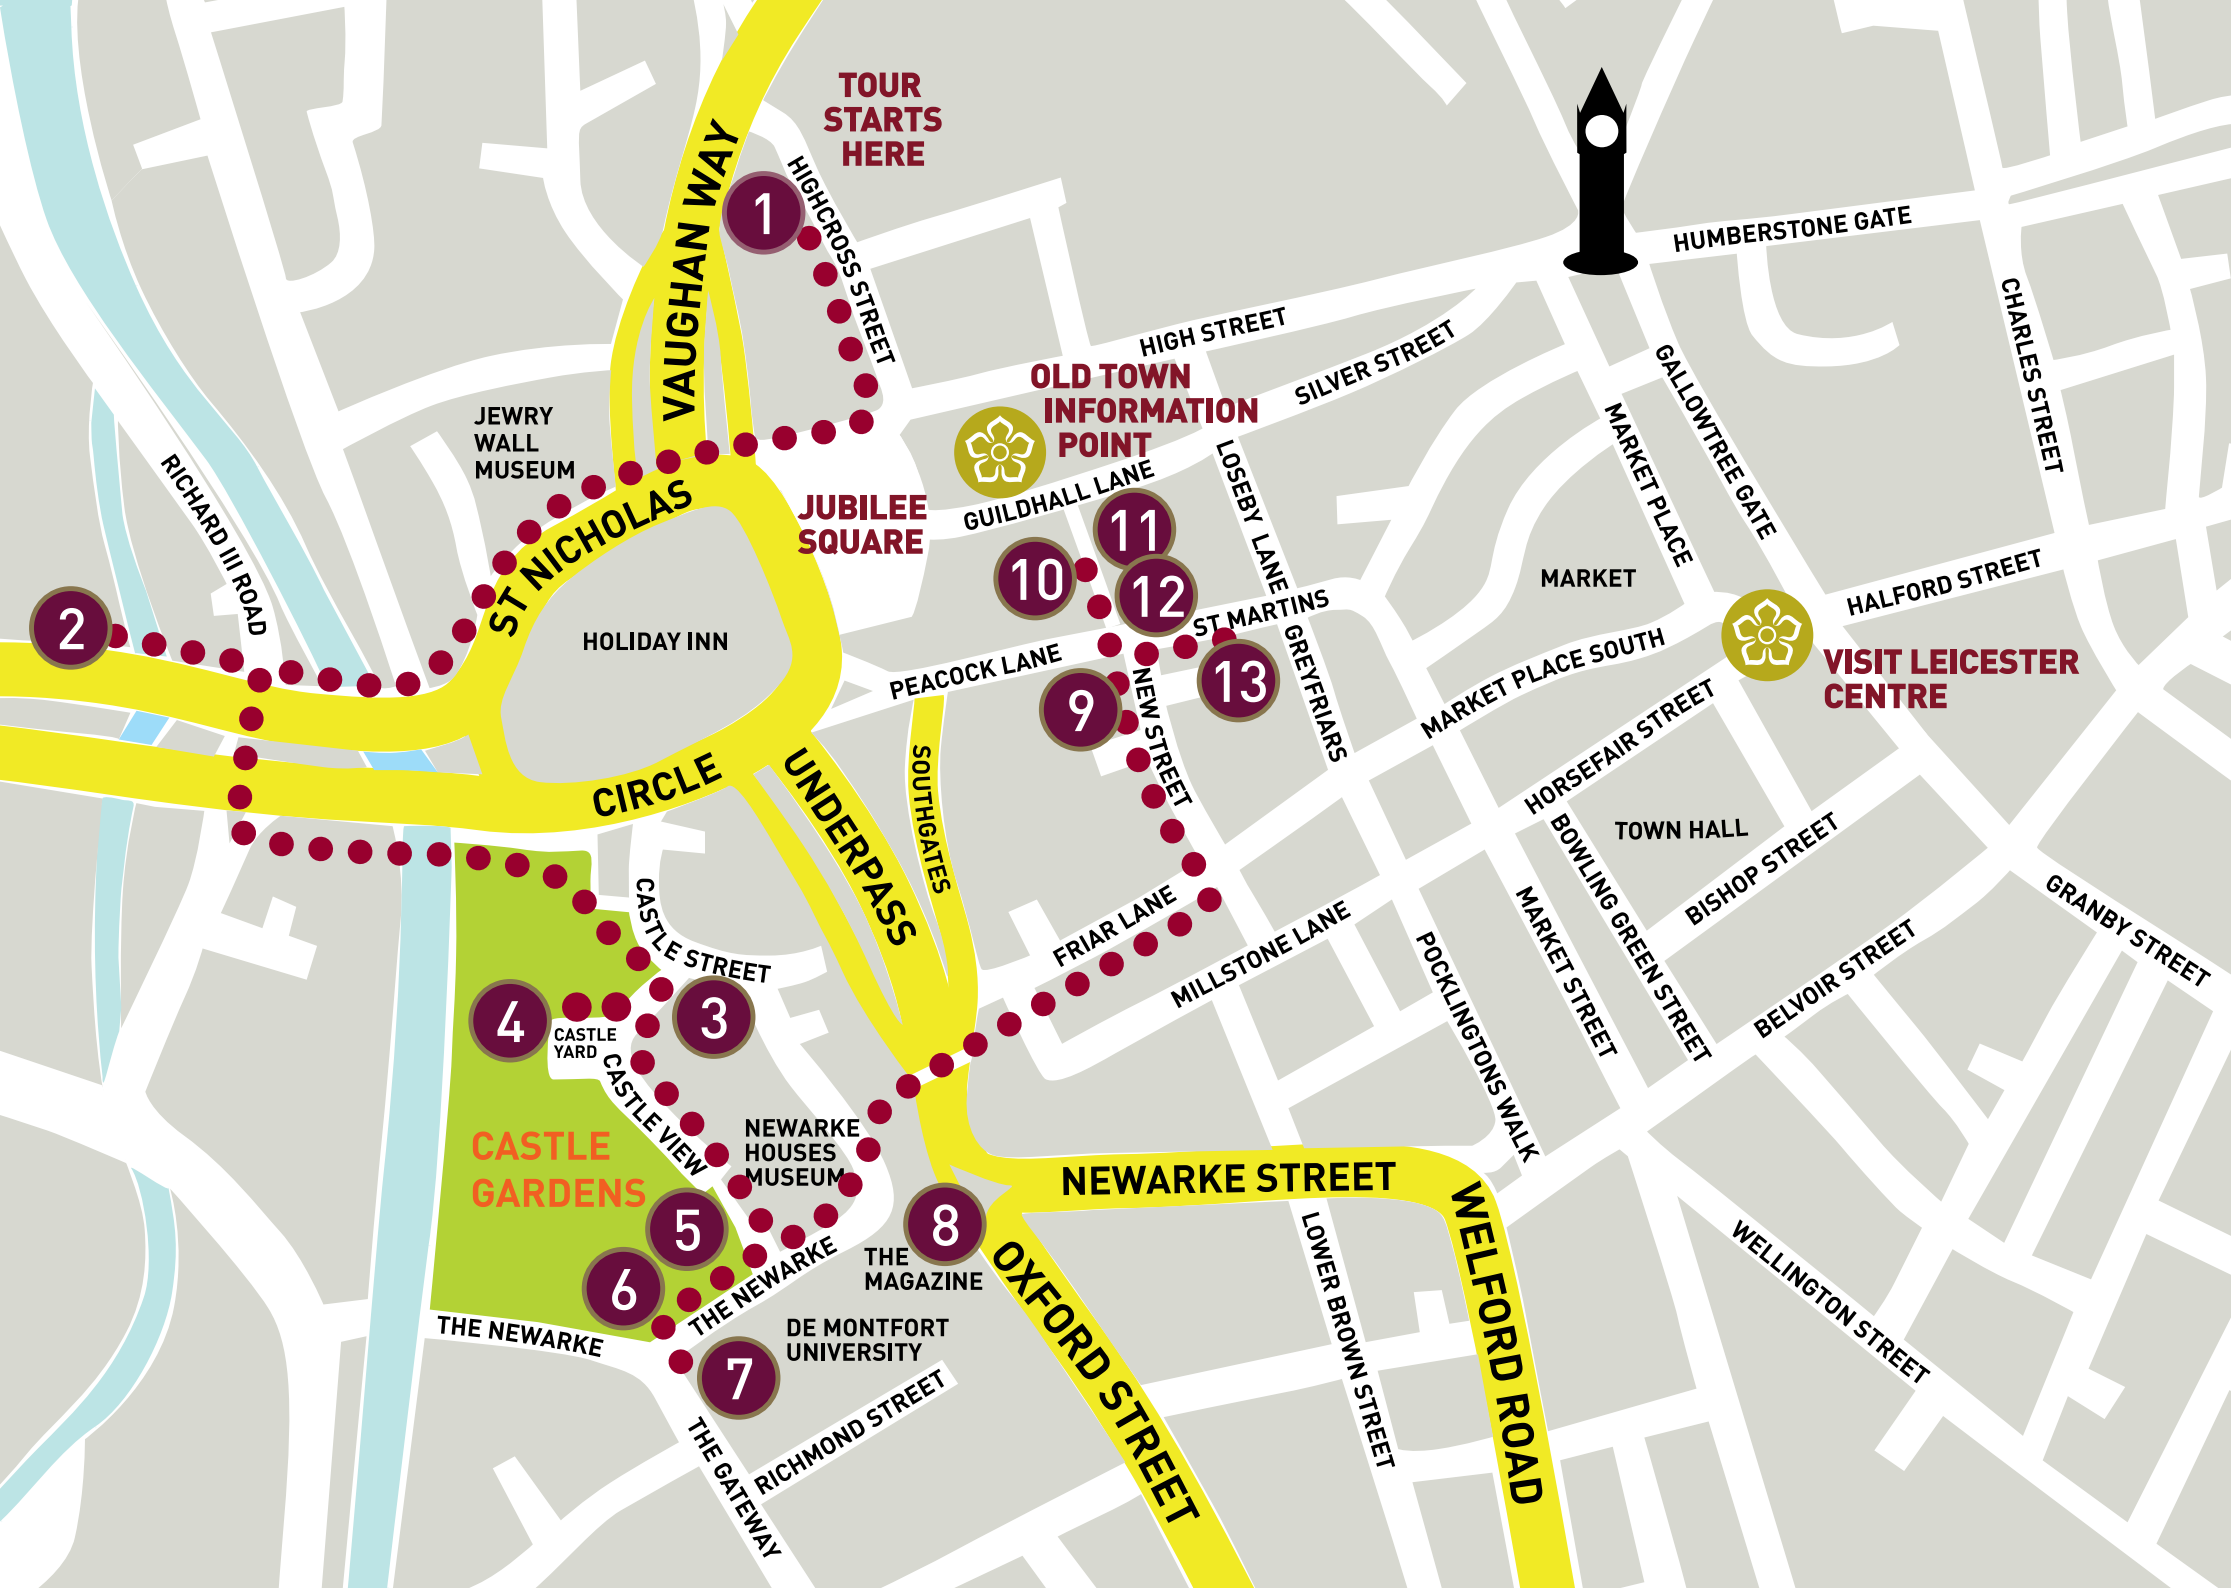 TOUR
STARTS
HERE
VAUGHAN WAY
1
HIGHCROSS STREET
HUMBERSTONE GATE
CHARLES STREET
HIGH STREET
SILVER STREET
GALLOWTREE GATE
MARKET PLACE
OLD TOWN
INFORMATION
POINT
JEWRY
WALL
MUSEUM
RICHARD III ROAD
ST NICHOLAS
JUBILEE
SQUARE
GUILDHALL LANE
LOSEBY LANE
11
10
12
MARKET
HALFORD STREET
2
HOLIDAY INN
ST MARTINS
PEACOCK LANE
GREYFRIARS
13
9
NEW STREET
MARKET PLACE SOUTH
VISIT LEICESTER
CENTRE
HORSEFAIR STREET
CIRCLE
UNDERPASS
SOUTHGATES
TOWN HALL
BOWLING GREEN STREET
BISHOP STREET
GRANBY STREET
CASTLE STREET
FRIAR LANE
MILLSTONE LANE
POCKLINGTONS WALK
MARKET STREET
BELVOIR STREET
4
3
CASTLE
YARD
CASTLE VIEW
NEWARKE
HOUSES
MUSEUM
CASTLE
GARDENS
5
6
8
THE
MAGAZINE
NEWARKE STREET
WELFORD ROAD
OXFORD STREET
LOWER BROWN STREET
WELLINGTON STREET
THE NEWARKE
THE NEWARKE
7
DE MONTFORT
UNIVERSITY
RICHMOND STREET
THE GATEWAY